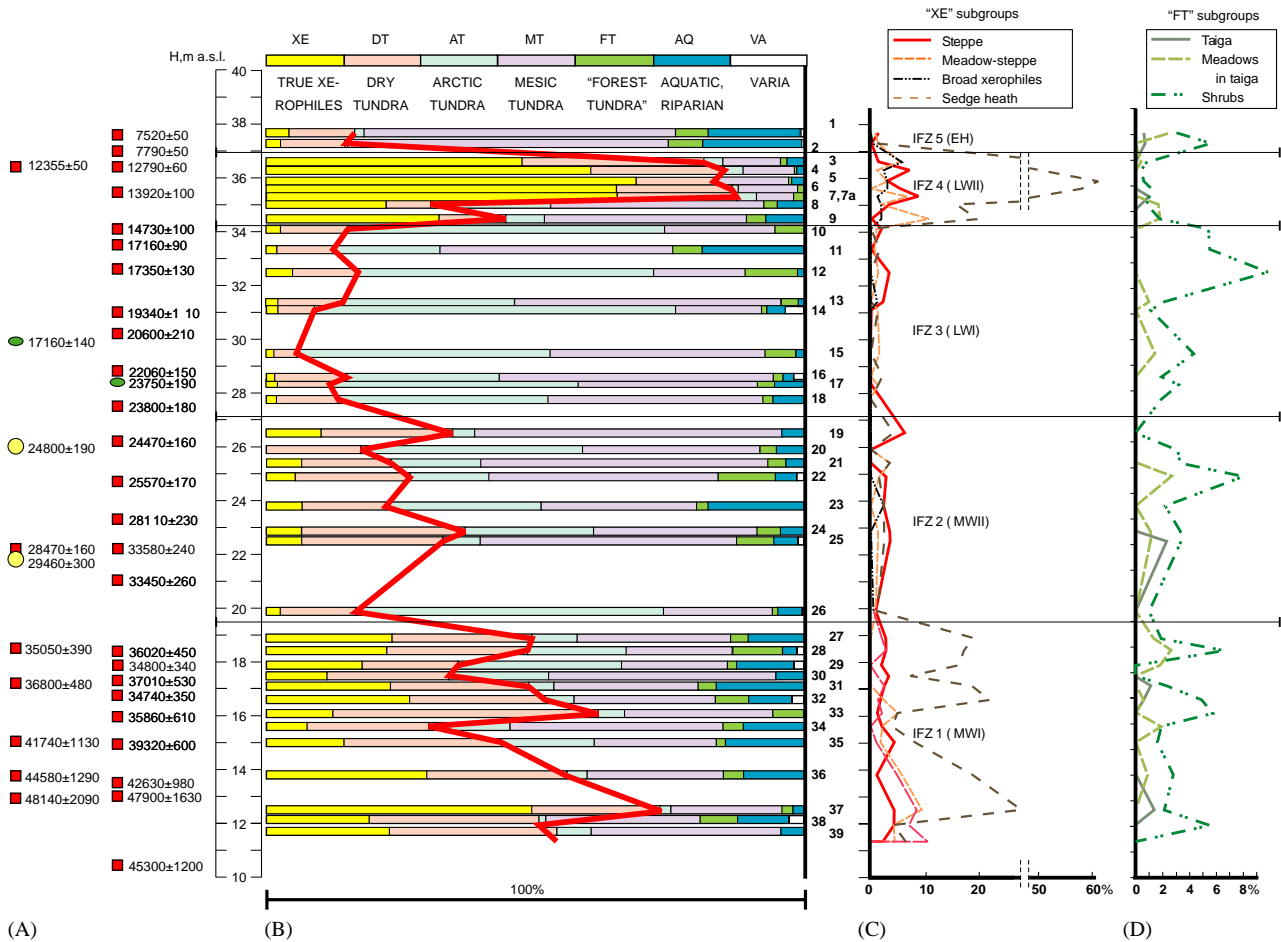 "XE" subgroups
"FT" subgroups
XE DT AT MT FT AQ VA
H,m a.s.l.
TRUE XE-
ROPHILES
DRY
TUNDRA
ARCTIC
TUNDRA
MESIC
TUNDRA
"FOREST-
TUNDRA"
AQUATIC,
RIPARIAN
VARIA
Steppe
Meadow-steppe
Broad xerophiles
Sedge heath
Taiga
Meadows
in taiga
Shrubs
40
38
36
34
32
30
28
26
24
22
20
18
16
14
12
10
12355±50
17160±140
24800±190
28470±160
29460±300
35050±390
36800±480
41740±1130
44580±1290
48140±2090
7520±50
7790±50
12790±60
13920±100
14730±100
17160±90
17350±130
19340±1 10
20600±210
22060±150
23750±190
23800±180
24470±160
25570±170
281 10±230
33580±240
33450±260
36020±450
34800±340
37010±530
34740±350
35860±610
39320±600
42630±980
47900±1630
45300±1200
1
2
3
4
5
6
7,7a
8
9
10
11
12
13
14
15
16
17
18
19
20
21
22
23
24
25
26
27
28
29
30
31
32
33
34
35
36
37
38
39
IFZ 5 (EH)
IFZ 4 ( LWII)
IFZ 3 ( LWI)
IFZ 2 ( MWII)
IFZ 1 ( MWI)
100%
0 10 20 50 60%
0 2 4 6 8%
(A)
(B)
(C)
(D)